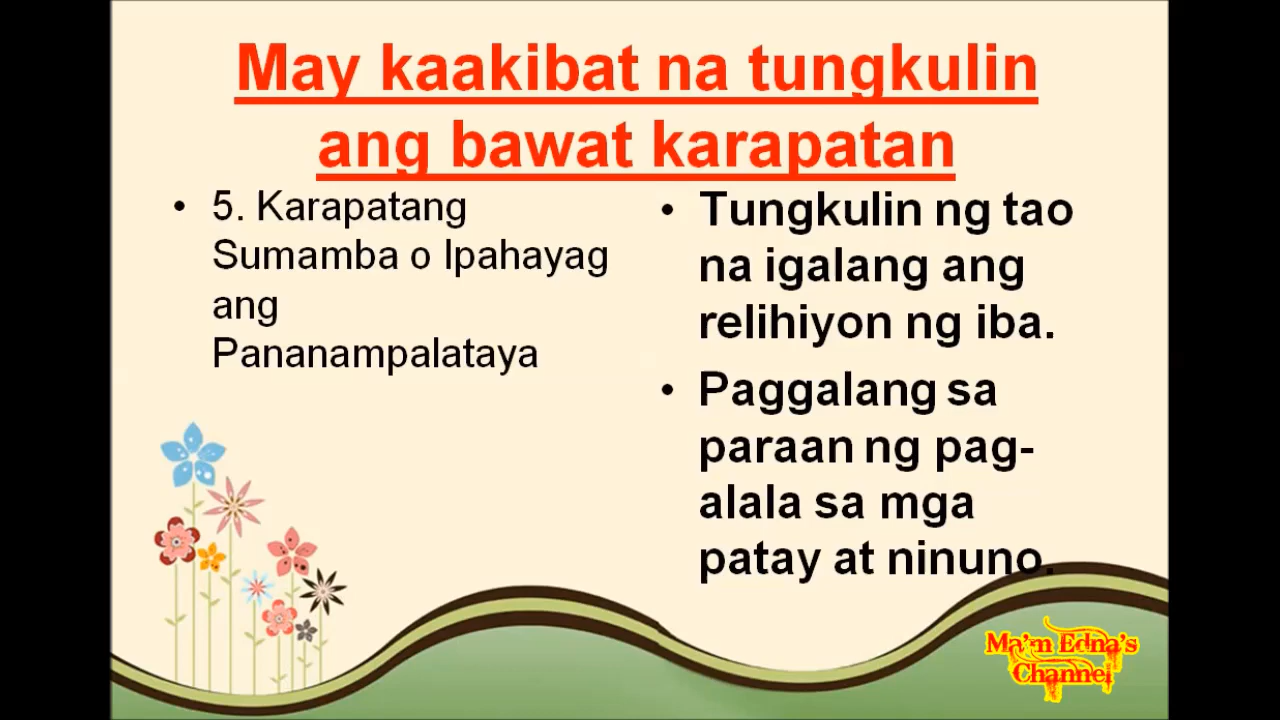 May kaakibat na tungkulin
ang bawat karapatan
• 5. Karapatang
Sumamba o Ipahayag
ang
Pananampalataya
• Tungkulin ng tao
na igalang ang
relihiyon ng iba.
• Paggalang sa
paraan ng pag-
alala sa mga
patay at ninuno.
Ma'm Edna's
Channel